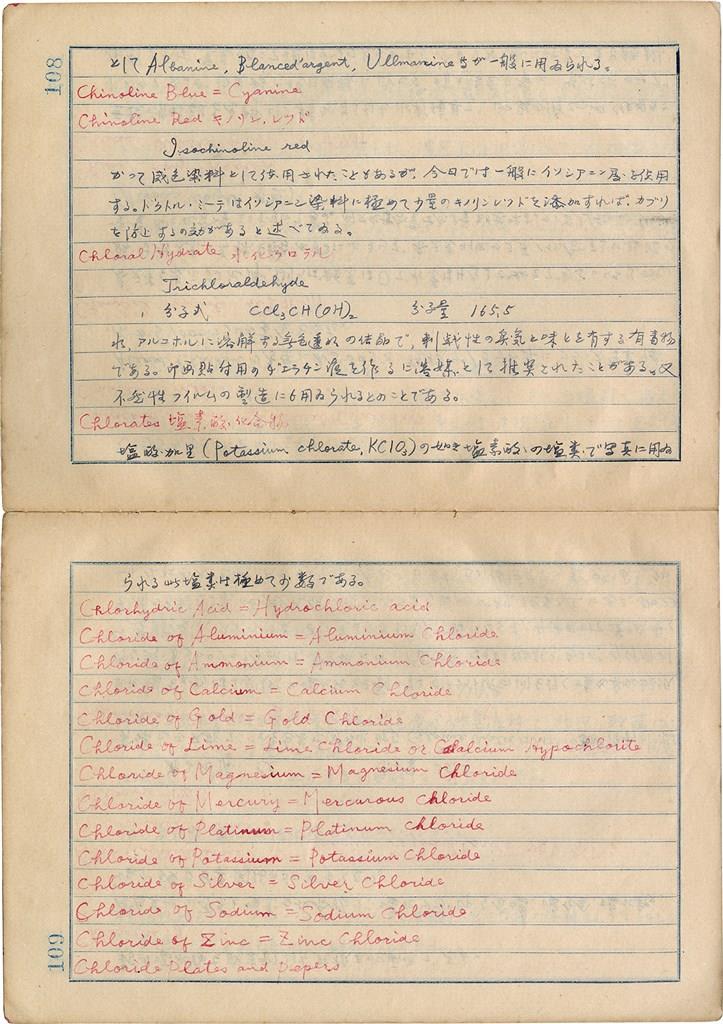 108
として Albanine, Blanced'argent, Ullmanine 等が一般に用ゐられる。
Chinoline Blue = Cyanine
Chinoline Red キノリン.レッド
Isochinoline red
かつて感色染料として使用されたこともあるが、今日では一般にイソシアニン属を使用
する。ドクトル・ミーテはイソシアニン染料に極めて少量のキノリンレッドを添加すれば、カブリ
を防止するの効があると述べてゐる。
Chloral Hydrate 水化クロラル
Trichloraldehyde
分子式 CCl3CH(OH)2 分子量 165,5
水,アルコホルに溶解する無色透明の結晶で,刺戟性の臭気と味とを有する有毒物
である。印画貼付用のゼラチン液を作るに溶媒として推奨されたことがある。又
不燃性フイルムの製造にも用ゐられるとのことである。
Chlorates 塩素酸化合物
塩酸加里 (Potassium chlorate, KClO3) の如き塩素酸の塩類で写真に用ゐ
られる塩類は極めて少数である。
Chlorhydric Acid = Hydrochloric acid
Chloride of Aluminium = Aluminium Chloride
Chloride of Ammonium = Ammonium Chloride
Chloride of Calcium = Calcium Chloride
Chloride of Gold = Gold Chloride
Chloride of Lime = Lime Chloride or Calcium Hypochlorite
Chloride of Magnesium = Magnesium Chloride
Chloride of Mercury = Mercurous Chloride
Chloride of Platinum = Platinum Chloride
Chloride of Potassium = Potassium Chloride
Chloride of Silver = Silver Chloride
Chloride of Sodium = Sodium Chloride
Chloride of Zinc = Zinc Chloride
Chloride Plates and Papers
109